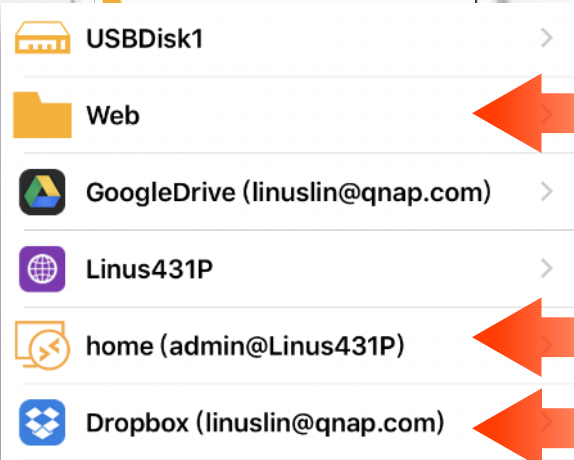 USBDisk1
Web
GoogleDrive (linuslin@qnap.com)
Linus431P
home (admin@Linus431P)
Dropbox (linuslin@qnap.com)